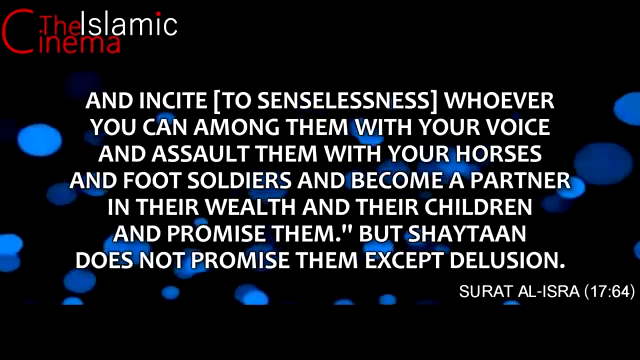 The Islamic
Cinema
AND INCITE [TO SENSELESSNESS] WHOEVER
YOU CAN AMONG THEM WITH YOUR VOICE
AND ASSAULT THEM WITH YOUR HORSES
AND FOOT SOLDIERS AND BECOME A PARTNER
IN THEIR WEALTH AND THEIR CHILDREN
AND PROMISE THEM." BUT SHAYTAAN
DOES NOT PROMISE THEM EXCEPT DELUSION.
SURAT AL-ISRA (17:64)